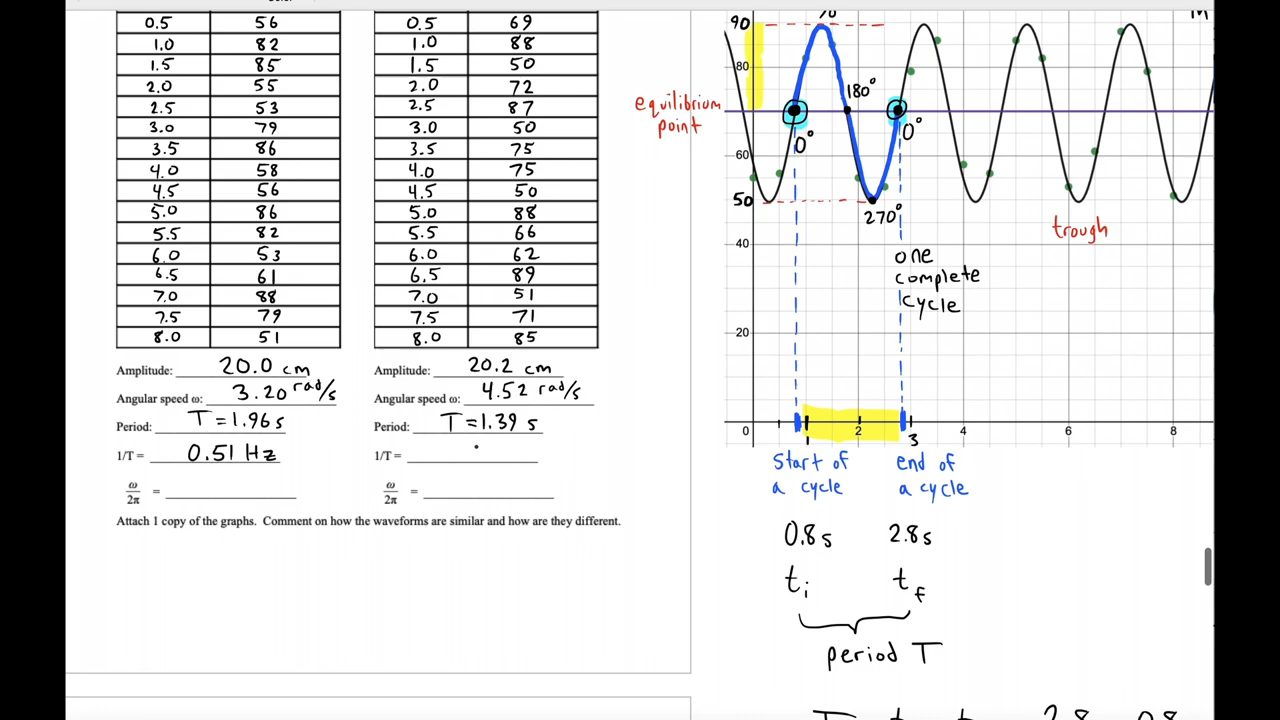 0.5 56
1.0 82
1.5 85
2.0 55
2.5 53
3.0 79
3.5 86
4.0 58
4.5 56
5.0 86
5.5 82
6.0 53
6.5 61
7.0 88
7.5 79
8.0 51
Amplitude: 20.0 cm
Angular speed ω: 3.20 rad/s
Period: T = 1.96 s
1/T = 0.51 Hz
ω/2π =
0.5 69
1.0 88
1.5 50
2.0 72
2.5 87
3.0 50
3.5 75
4.0 75
4.5 50
5.0 88
5.5 66
6.0 62
6.5 89
7.0 51
7.5 71
8.0 85
Amplitude: 20.2 cm
Angular speed ω: 4.52 rad/s
Period: T = 1.39 s
1/T =
ω/2π =
Attach 1 copy of the graphs. Comment on how the waveforms are similar and how are they different.
90
80
equilibrium
point
180°
0°
0°
60
50
270°
trough
40
one
complete
cycle
20
0 2 3 4 6 8
start of
a cycle
end of
a cycle
0.8 s 2.8 s
ti tf
period T